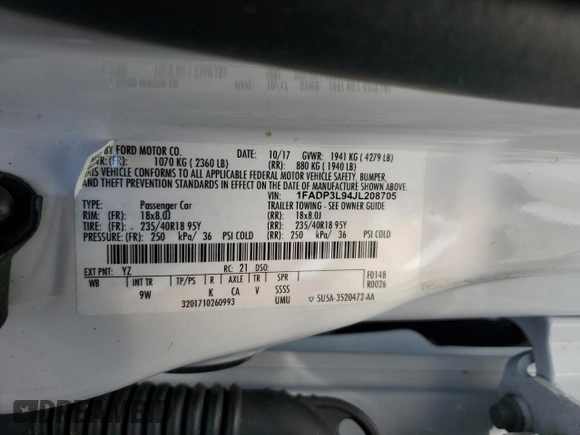 BY FORD MOTOR CO. DATE: 10/17 GVWR: 1941 KG ( 4279 LB)
(FR): 1070 KG ( 2360 LB) (RR): 880 KG ( 1940 LB)
THIS VEHICLE CONFORMS TO ALL APPLICABLE FEDERAL MOTOR VEHICLE SAFETY, BUMPER,
AND THEFT PREVENTION STANDARDS IN EFFECT ON THE DATE OF MANUFACTURE SHOWN ABOVE.
VIN: 1FADP3L94JL208705
TYPE: Passenger Car TRAILER TOWING - SEE OWNER GUIDE
RIM: (FR): 18x8.0J (RR): 18x8.0J
TIRE: (FR): 235/40R18 95Y (RR): 235/40R18 95Y
PRESSURE: (FR): 250 kPa/ 36 PSI COLD (RR): 250 kPa/ 36 PSI COLD
EXT PNT: YZ RC: 21 DSO:
WB INT TR TP/PS R AXLE TR SPR
9W K CA V SSSS
3201710260993 UMU
F0148
R0026
5U5A-3520472-AA